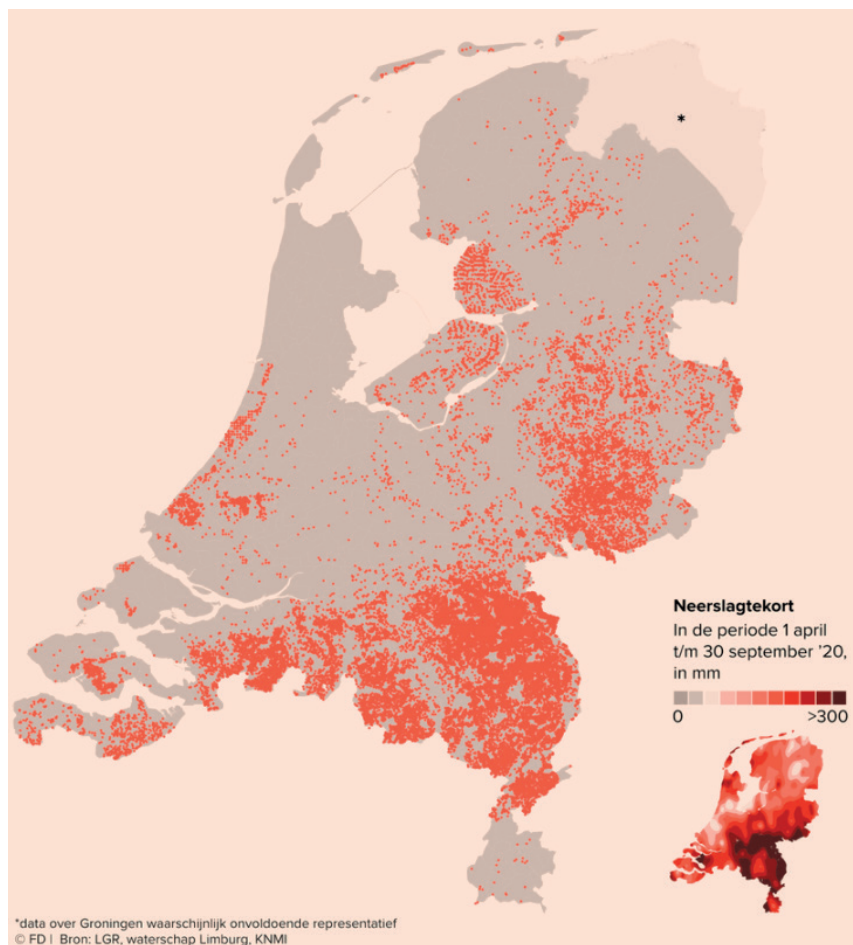 *
Neerslagtekort
In de periode 1 april
t/m 30 september '20,
in mm
0 >300
*data over Groningen waarschijnlijk onvoldoende representatief
© FD | Bron: LGR, waterschap Limburg, KNMI